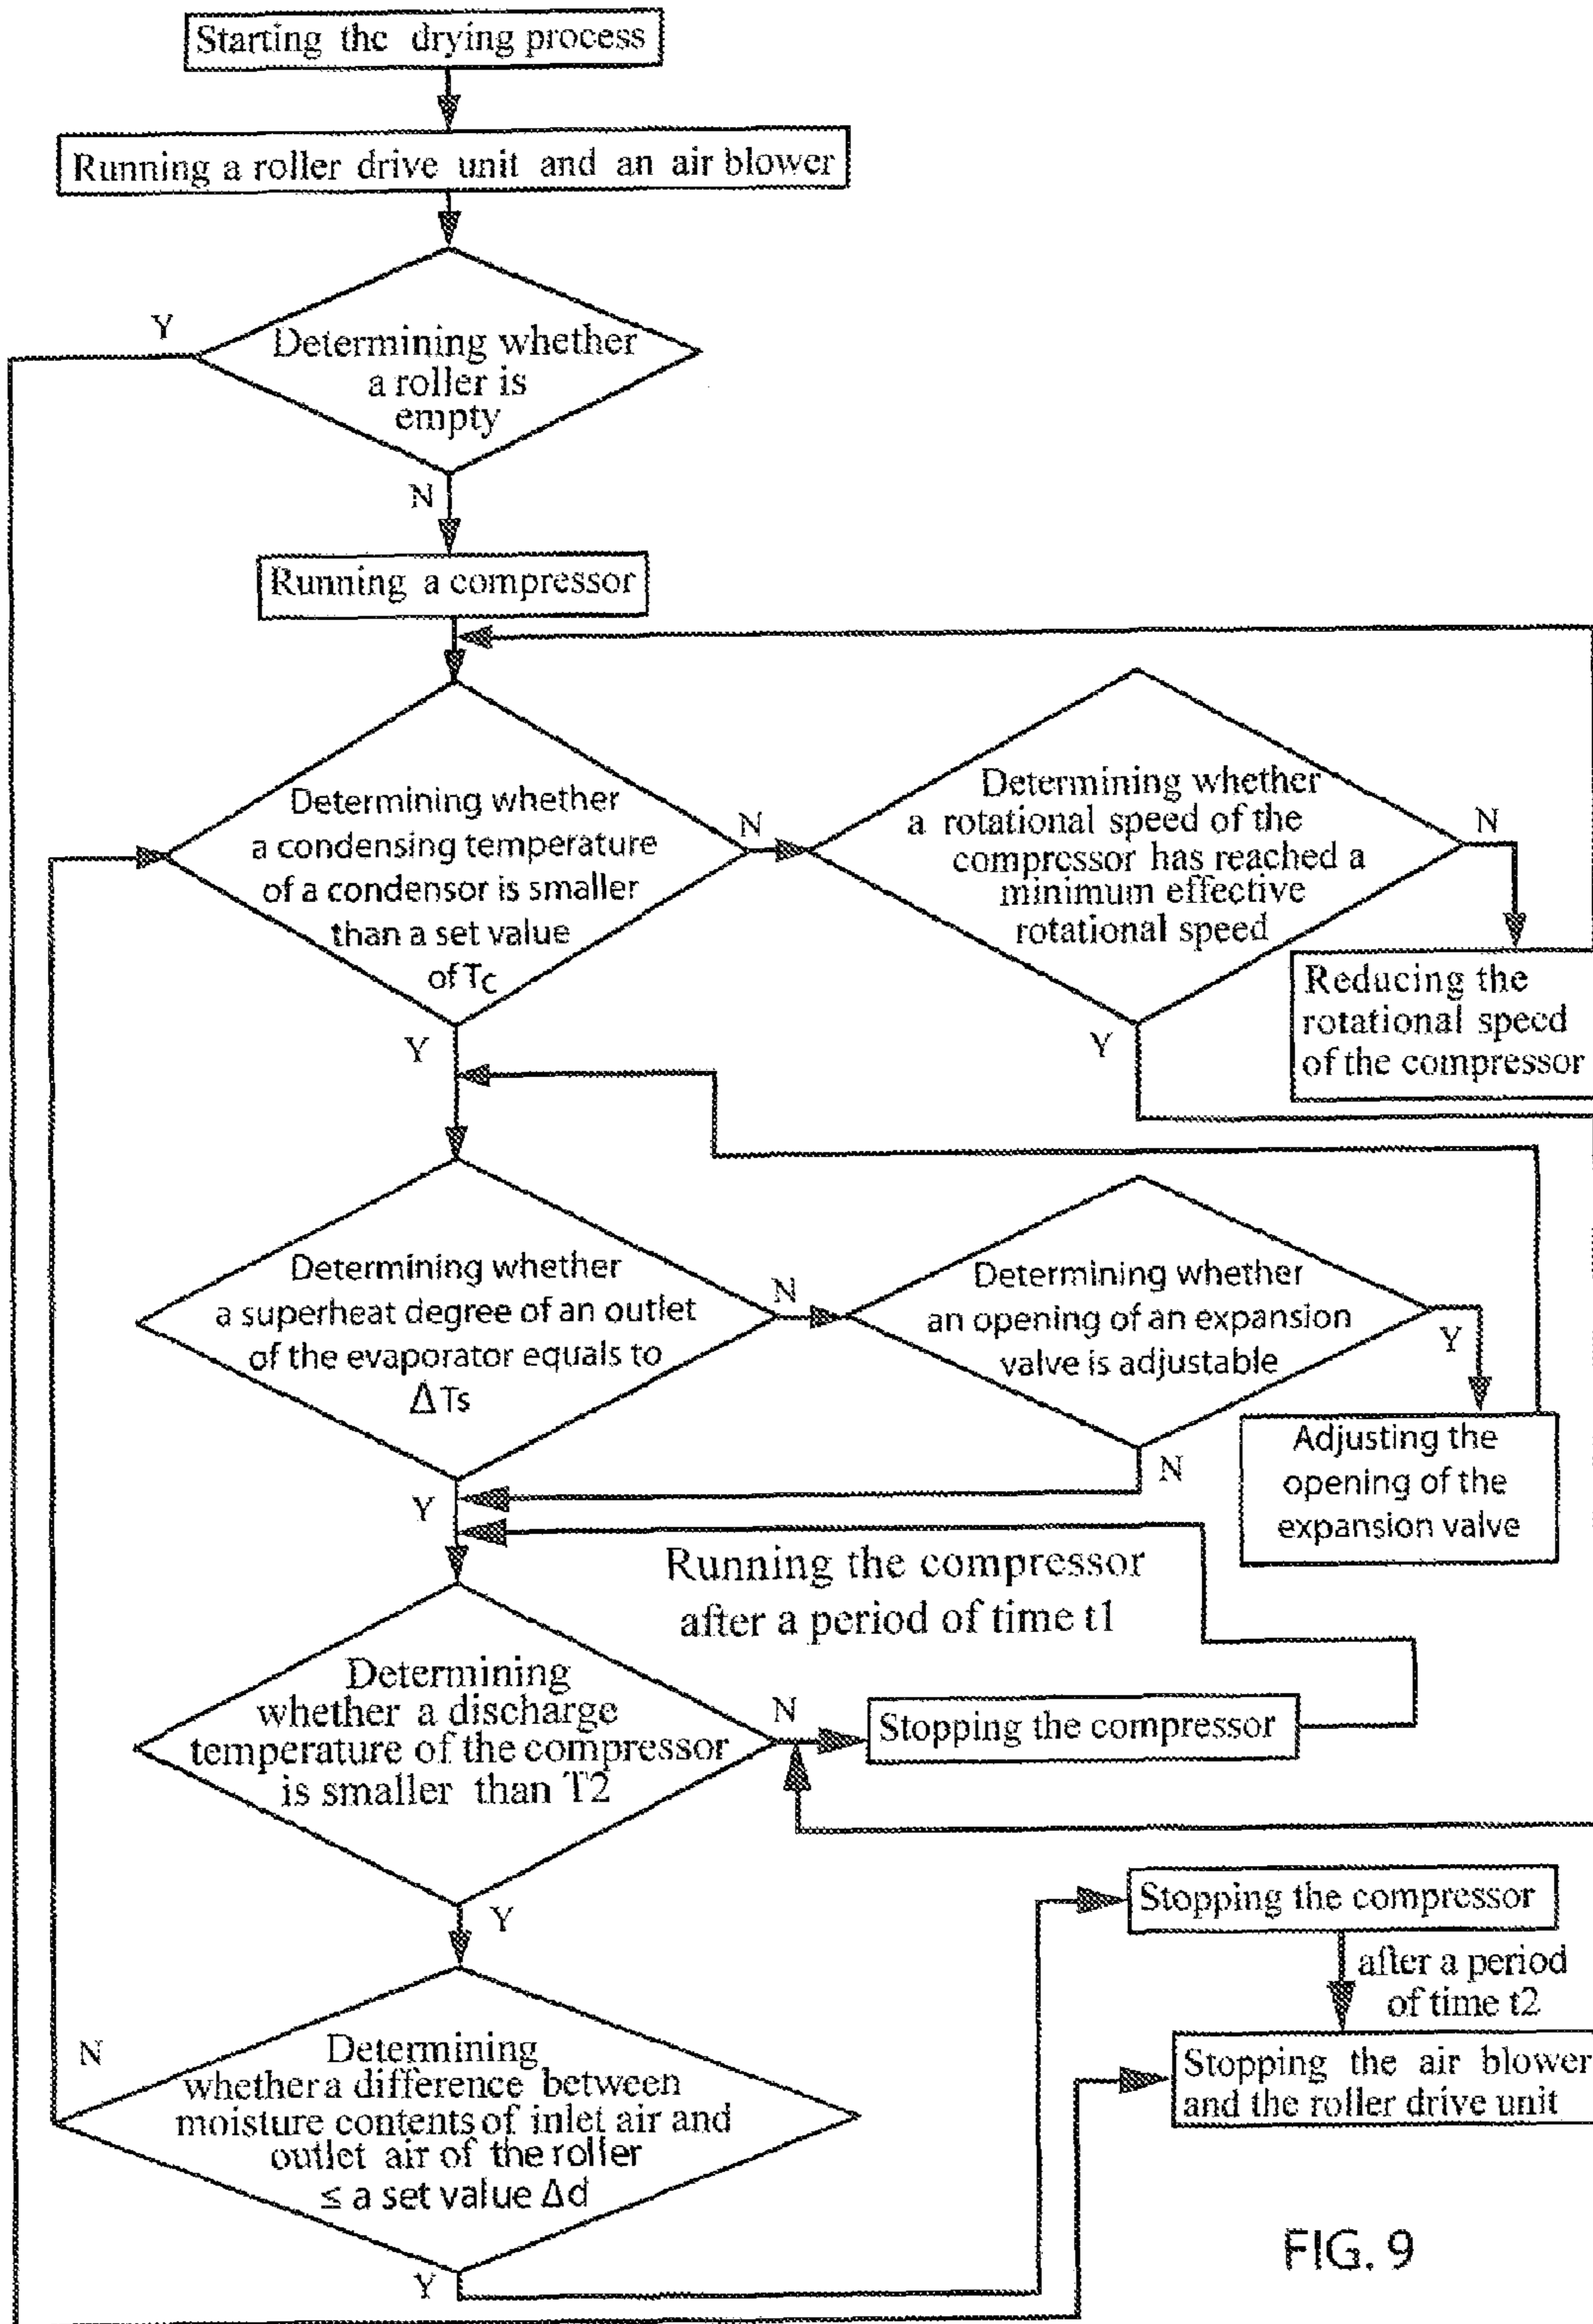 Starting the drying process
Running a roller drive unit and an air blower
Y
Determining whether
a roller is
empty
N
Running a compressor
Determining whether
a condensing temperature
of a condensor is smaller
than a set value
of Tc
N
Y
Determining whether
a rotational speed of the
compressor has reached a
minimum effective
rotational speed
N
Y
Reducing the
rotational speed
of the compressor
Determining whether
a superheat degree of an outlet
of the evaporator equals to
ΔTs
N
Y
Determining whether
an opening of an expansion
valve is adjustable
Y
N
Adjusting the
opening of the
expansion valve
Running the compressor
after a period of time t1
Determining
whether a discharge
temperature of the compressor
is smaller than T2
N
Stopping the compressor
Y
Stopping the compressor
after a period
of time t2
Stopping the air blower
and the roller drive unit
N
Determining
whether a difference between
moisture contents of inlet air and
outlet air of the roller
≤ a set value Δd
Y
FIG. 9